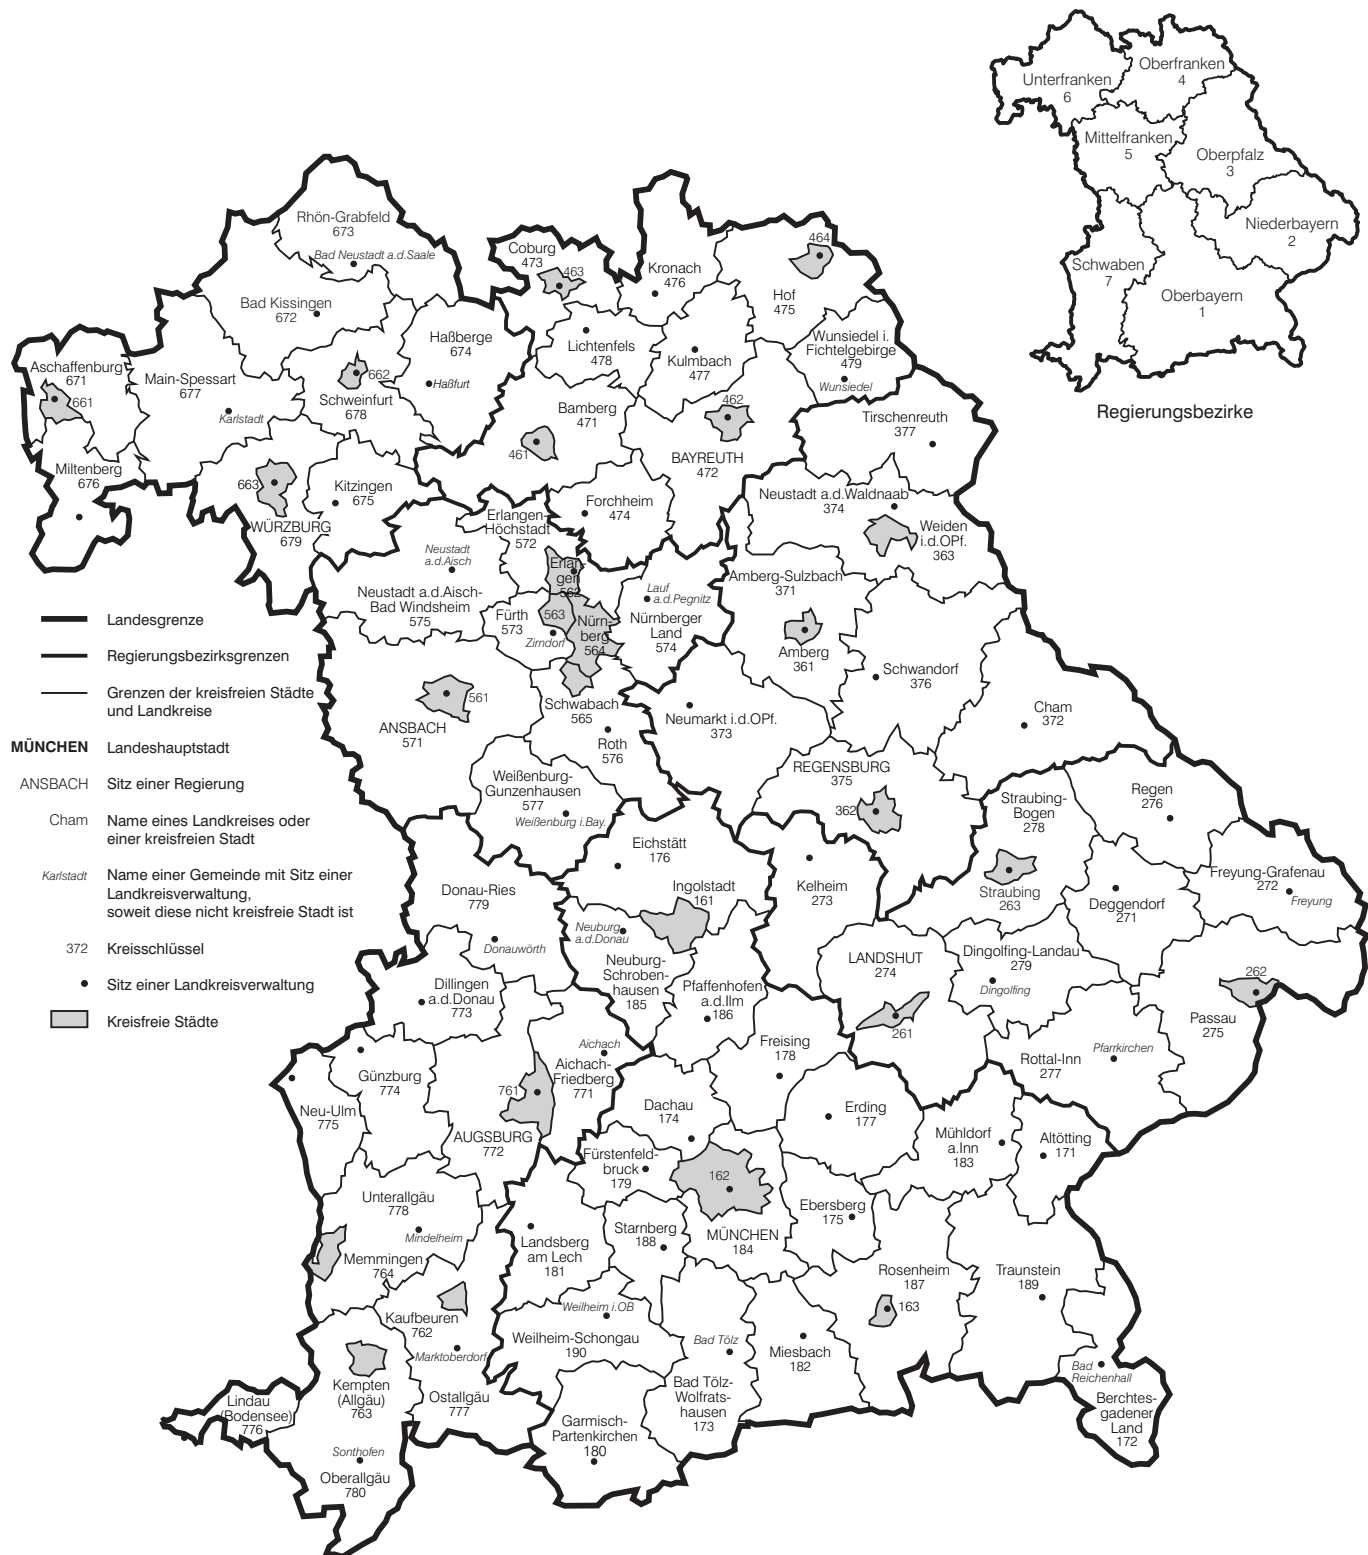 Unterfranken
6
Oberfranken
4
Mittelfranken
5
Oberpfalz
3
Niederbayern
2
Schwaben
7
Oberbayern
1
Regierungsbezirke
Rhön-Grabfeld
673
Bad Neustadt a.d.Saale
Coburg
473
463
Kronach
476
464
Hof
475
Bad Kissingen
672
Haßberge
674
Haßfurt
Lichtenfels
478
Kulmbach
477
Wunsiedel i.
Fichtelgebirge
479
Wunsiedel
Aschaffenburg
671
661
Main-Spessart
677
Karlstadt
662
Schweinfurt
678
Bamberg
471
461
462
BAYREUTH
472
Tirschenreuth
377
Miltenberg
676
663
WÜRZBURG
679
Kitzingen
675
Forchheim
474
Neustadt a.d.Waldnaab
374
Weiden
i.d.OPf.
363
Erlangen-
Höchstadt
572
Neustadt
a.d.Aisch
Neustadt a.d.Aisch-
Bad Windsheim
575
Erlan-
gen
562
Fürth
573
563
Zirndorf
Nürn-
berg
564
Lauf
a.d.Pegnitz
Nürnberger
Land
574
Amberg-Sulzbach
371
Amberg
361
Schwandorf
376
Cham
372
561
ANSBACH
571
Schwabach
565
Roth
576
Neumarkt i.d.OPf.
373
Weißenburg-
Gunzenhausen
577
Weißenburg i.Bay.
REGENSBURG
375
362
Landesgrenze
Regierungsbezirksgrenzen
Grenzen der kreisfreien Städte
und Landkreise
MÜNCHEN Landeshauptstadt
ANSBACH Sitz einer Regierung
Cham Name eines Landkreises oder
einer kreisfreien Stadt
Karlstadt Name einer Gemeinde mit Sitz einer
Landkreisverwaltung,
soweit diese nicht kreisfreie Stadt ist
372 Kreisschlüssel
Sitz einer Landkreisverwaltung
Kreisfreie Städte
Straubing-
Bogen
278
Straubing
263
Regen
276
Freyung-Grafenau
272
Freyung
Deggendorf
271
Eichstätt
176
Ingolstadt
161
Kelheim
273
Donau-Ries
779
Donauwörth
Neuburg
a.d.Donau
Neuburg-
Schroben-
hausen
185
Pfaffenhofen
a.d.Ilm
186
LANDSHUT
274
261
Dingolfing-Landau
279
Dingolfing
262
Passau
275
Dillingen
a.d.Donau
773
Rottal-Inn
277
Pfarrkirchen
Günzburg
774
Neu-Ulm
775
Aichach
Aichach-
Friedberg
771
761
AUGSBURG
772
Freising
178
Dachau
174
Erding
177
Mühldorf
a.Inn
183
Altötting
171
Fürstenfeld-
bruck
179
162
MÜNCHEN
184
Ebersberg
175
Unterallgäu
778
Mindelheim
Memmingen
764
Landsberg
am Lech
181
Starnberg
188
Rosenheim
187
163
Traunstein
189
Kaufbeuren
762
Marktoberdorf
Ostallgäu
777
Weilheim i.OB
Weilheim-Schongau
190
Bad Tölz
Bad Tölz-
Wolfrats-
hausen
173
Miesbach
182
Bad
Reichenhall
Berchtes-
gadener
Land
172
Kempten
(Allgäu)
763
Lindau
(Bodensee)
776
Sonthofen
Oberallgäu
780
Garmisch-
Partenkirchen
180